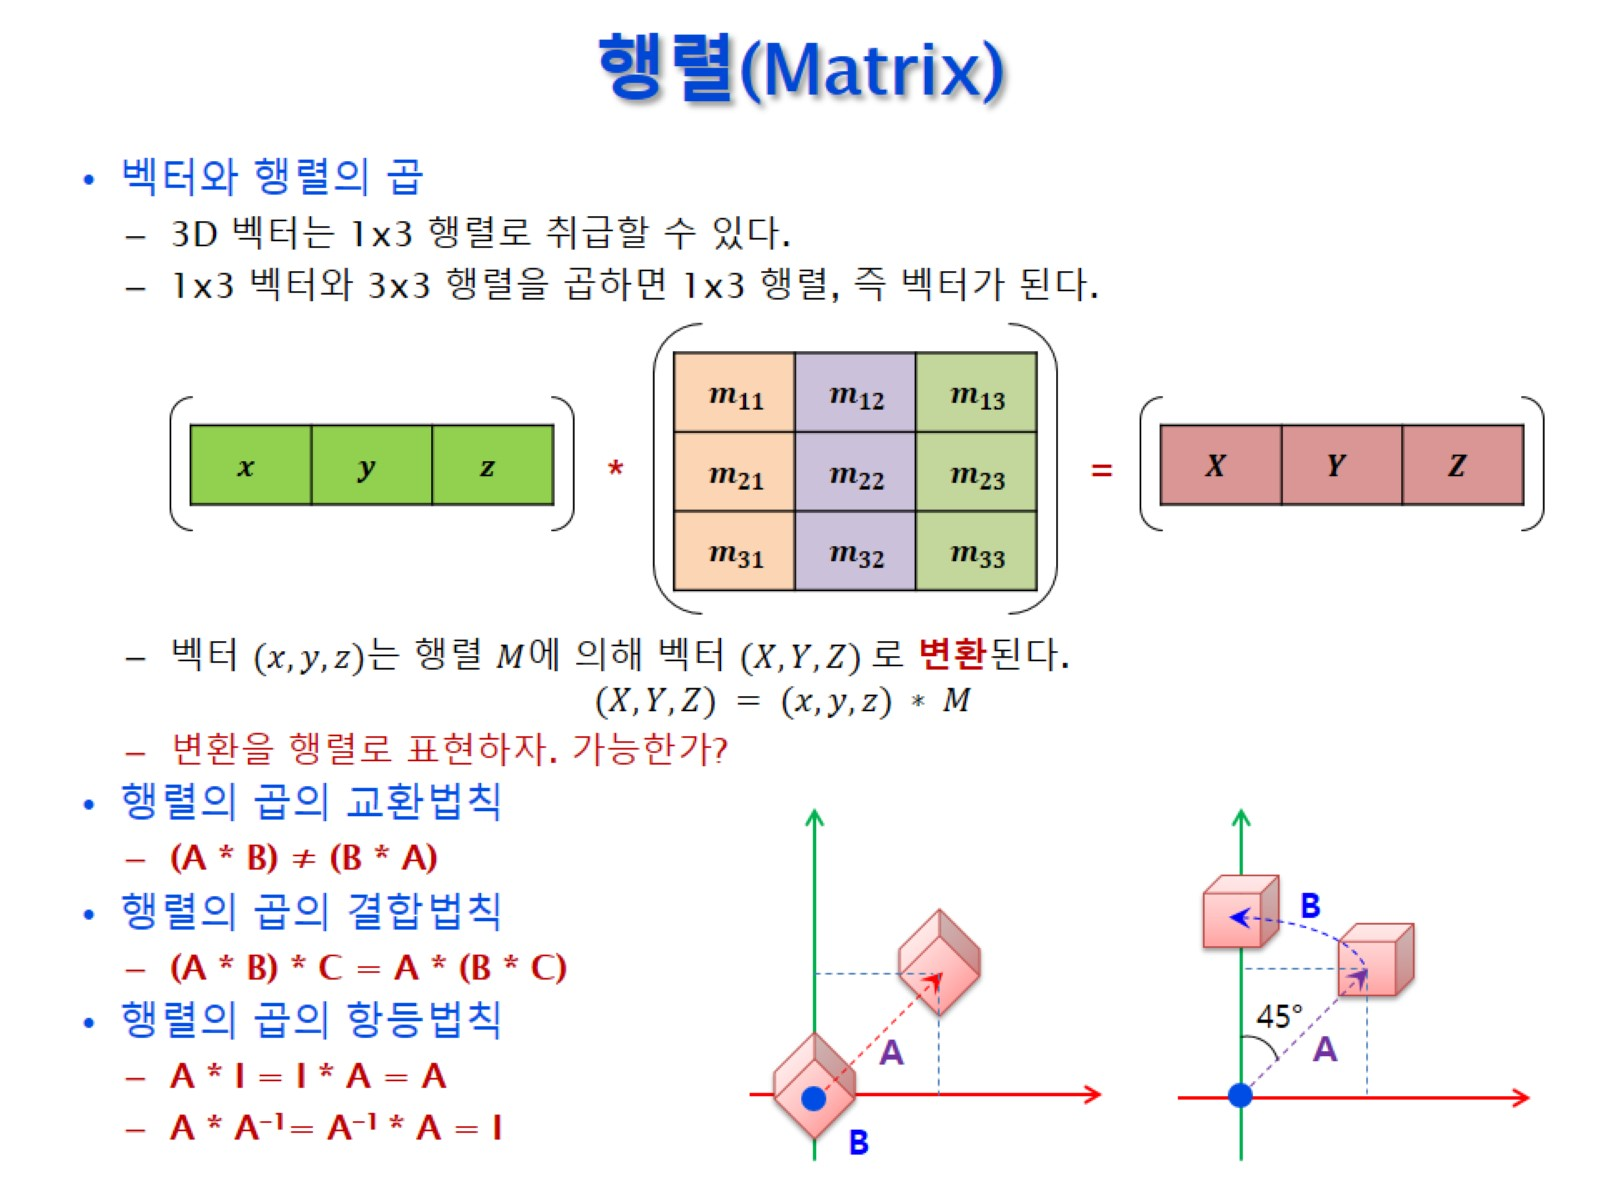 행렬(Matrix)
• 벡터와 행렬의 곱
– 3D 벡터는 1x3 행렬로 취급할 수 있다.
– 1x3 벡터와 3x3 행렬을 곱하면 1x3 행렬, 즉 벡터가 된다.
x y z * m11 m12 m13 = X Y Z
m21 m22 m23
m31 m32 m33
– 벡터 (x,y,z)는 행렬 M에 의해 벡터 (X,Y,Z) 로 변환된다.
(X,Y,Z) = (x,y,z) * M
– 변환을 행렬로 표현하자. 가능한가?
• 행렬의 곱의 교환법칙
– (A * B) ≠ (B * A)
• 행렬의 곱의 결합법칙
– (A * B) * C = A * (B * C)
• 행렬의 곱의 항등법칙
– A * I = I * A = A
– A * A⁻¹= A⁻¹ * A = I
A
B
B
45°
A